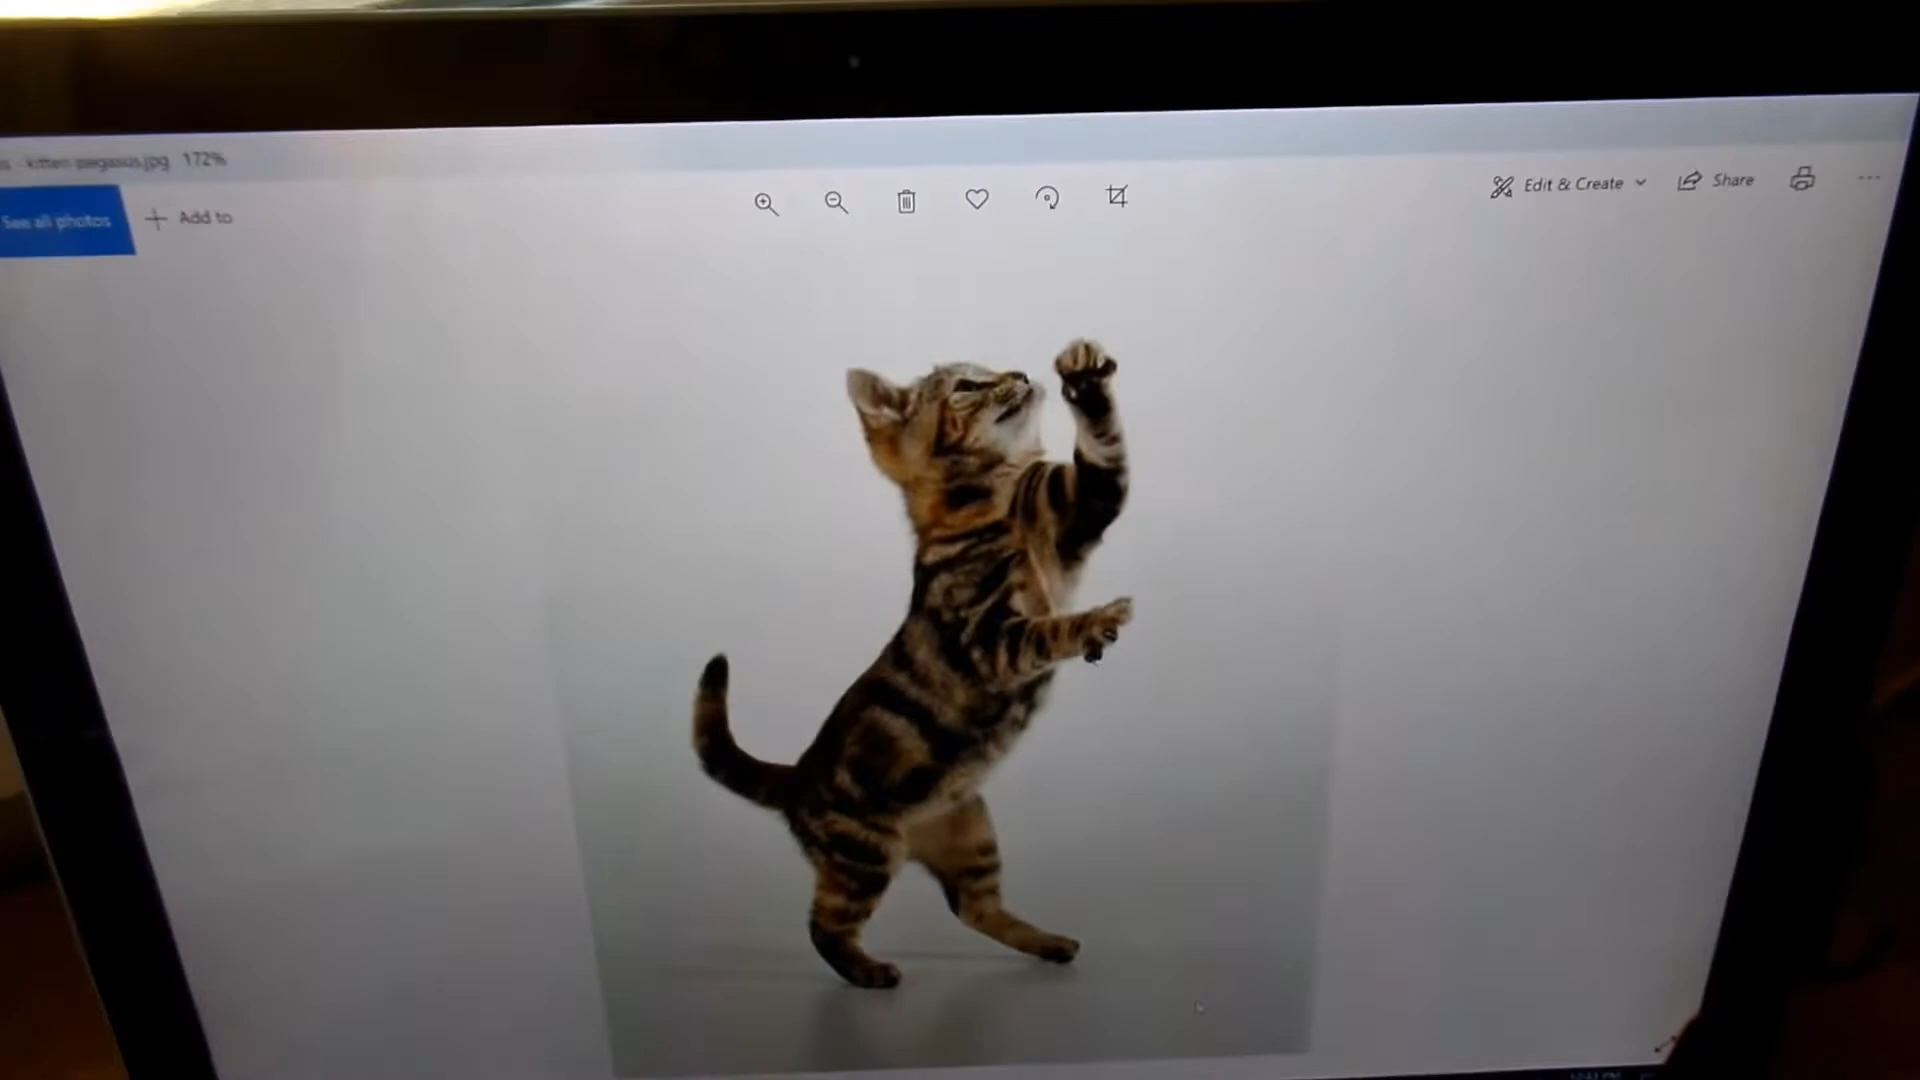 - kitten-pegasus.jpg 172%
See all photos
Add to
Edit & Create
Share